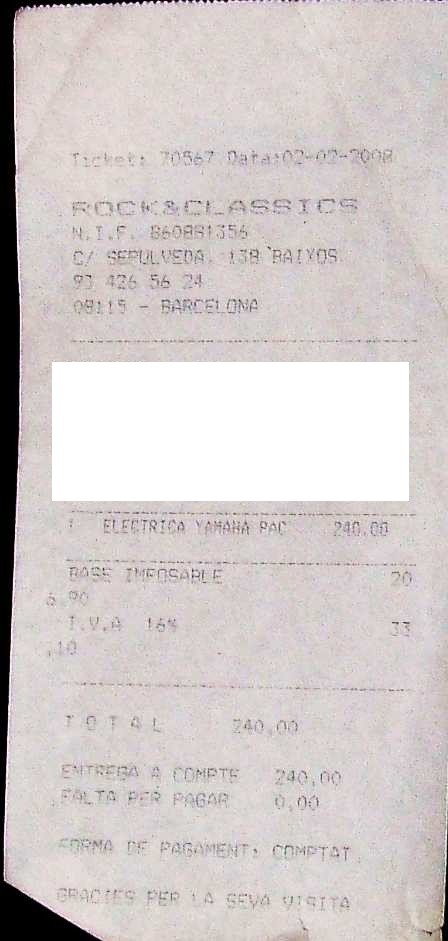 Ticket: 70567 Data:02-02-2008
ROCK&CLASSICS
N.I.F. B60881356
C/ SEPULVEDA, 138 BAIXOS
93 426 56 24
08115 - BARCELONA
1 ELECTRICA YAMAHA PAC 240.00
BASE IMPOSABLE 20
6.90
I.V.A 16% 33
.10
T O T A L 240.00
ENTREGA A COMPTE 240.00
FALTA PER PAGAR 0.00
FORMA DE PAGAMENT: COMPTAT
GRACIES PER LA SEVA VISITA